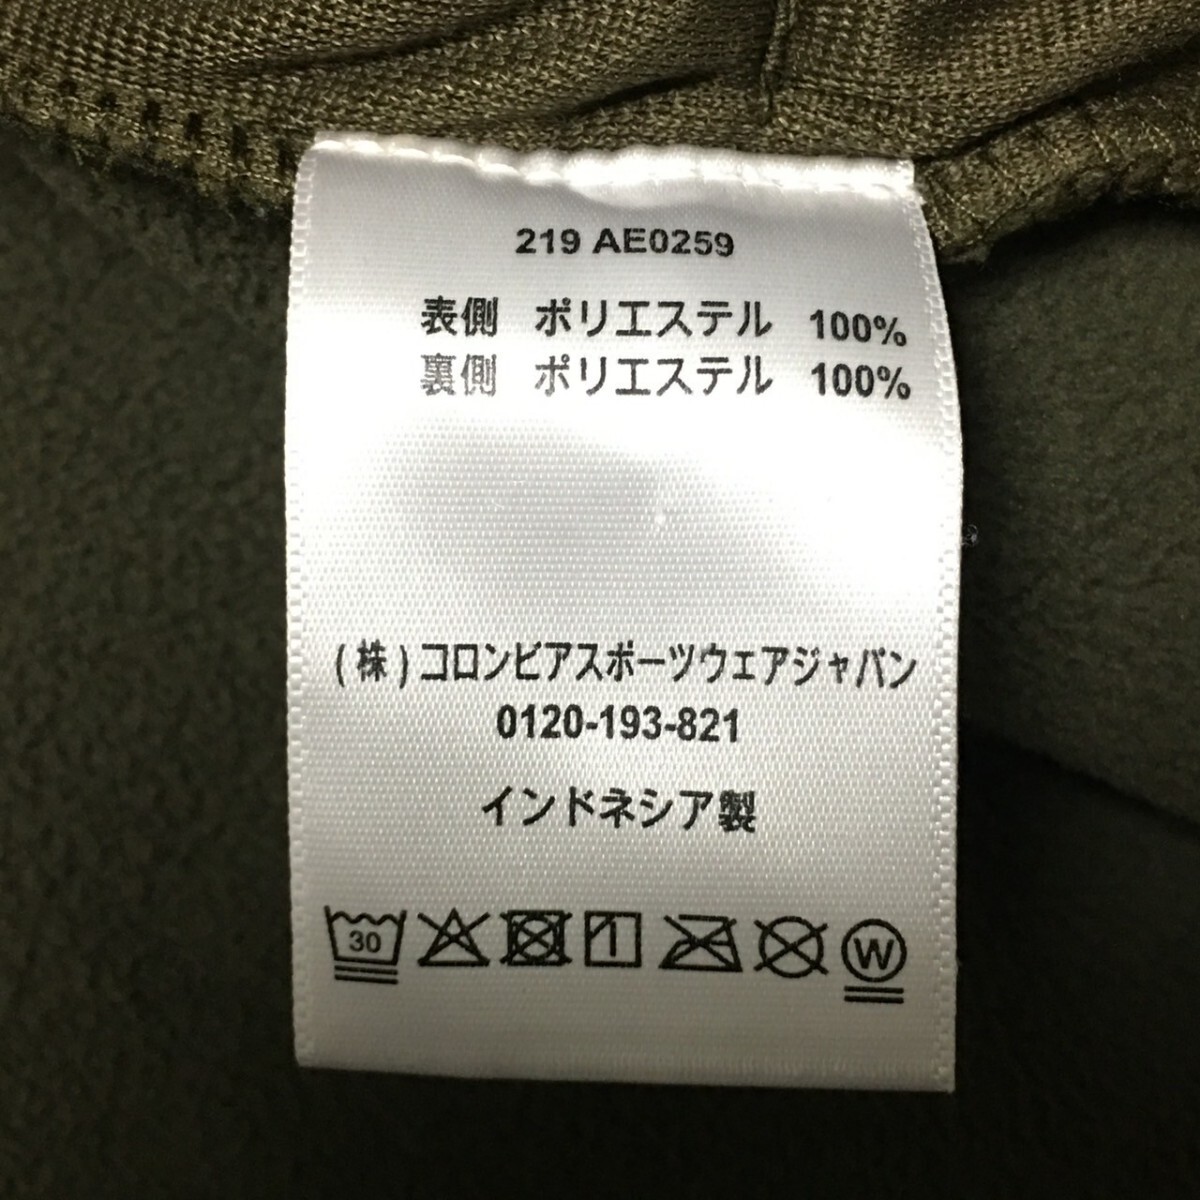 219 AE0259
表側 ポリエステル 100%
裏側 ポリエステル 100%
(株)コロンビアスポーツウェアジャパン
0120-193-821
インドネシア製
30 W